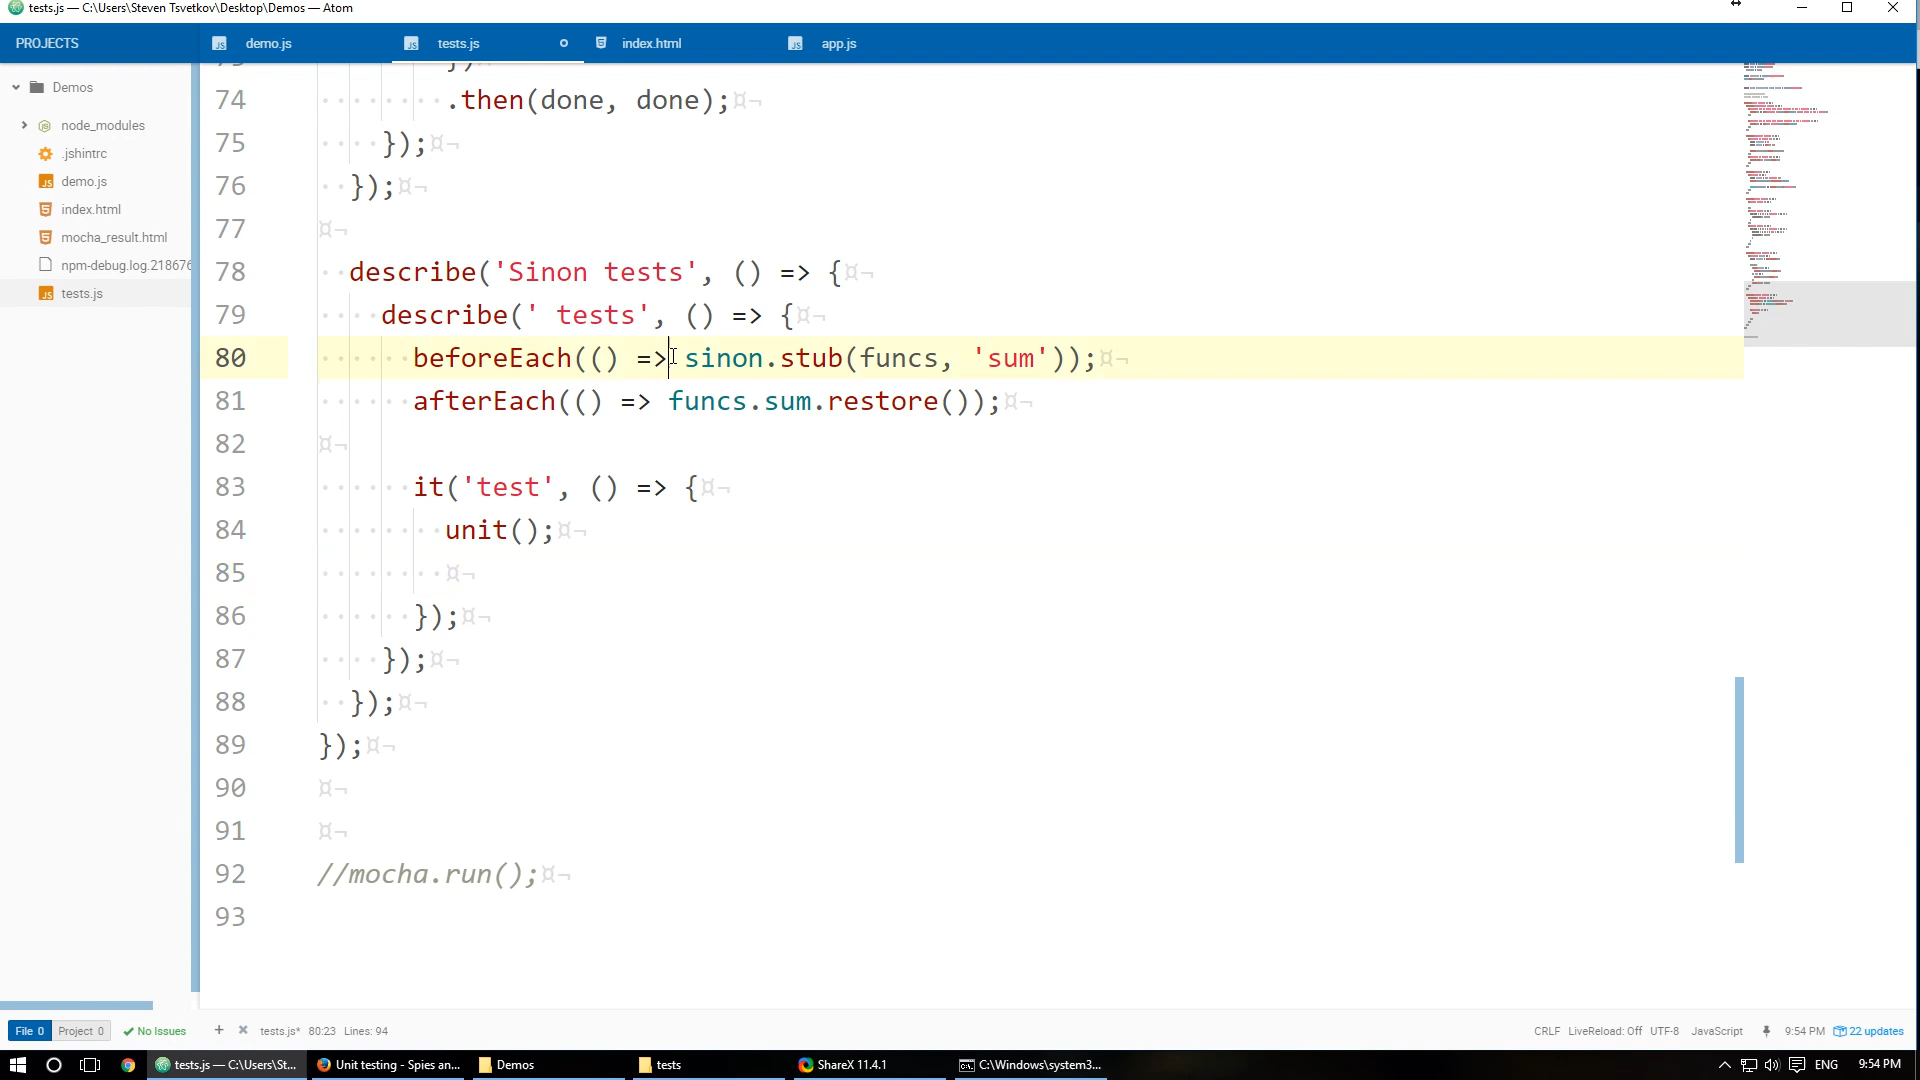 tests.js — C:\Users\Steven Tsvetkov\Desktop\Demos — Atom
PROJECTS
demo.js
tests.js
index.html
app.js
Demos
node_modules
.jshintrc
demo.js
index.html
mocha_result.html
npm-debug.log.218676
tests.js
74 .then(done, done);
75 });
76 });
77
78 describe('Sinon tests', () => {
79 describe(' tests', () => {
80 beforeEach(() => sinon.stub(funcs, 'sum'));
81 afterEach(() => funcs.sum.restore());
82
83 it('test', () => {
84 unit();
85
86 });
87 });
88 });
89 });
90
91
92 //mocha.run();
93
File 0 Project 0 No Issues + tests.js* 80:23 Lines: 94 CRLF LiveReload: Off UTF-8 JavaScript 9:54 PM 22 updates
tests.js — C:\Users\St... Unit testing - Spies an... Demos tests ShareX 11.4.1 C:\Windows\system3... ENG 9:54 PM